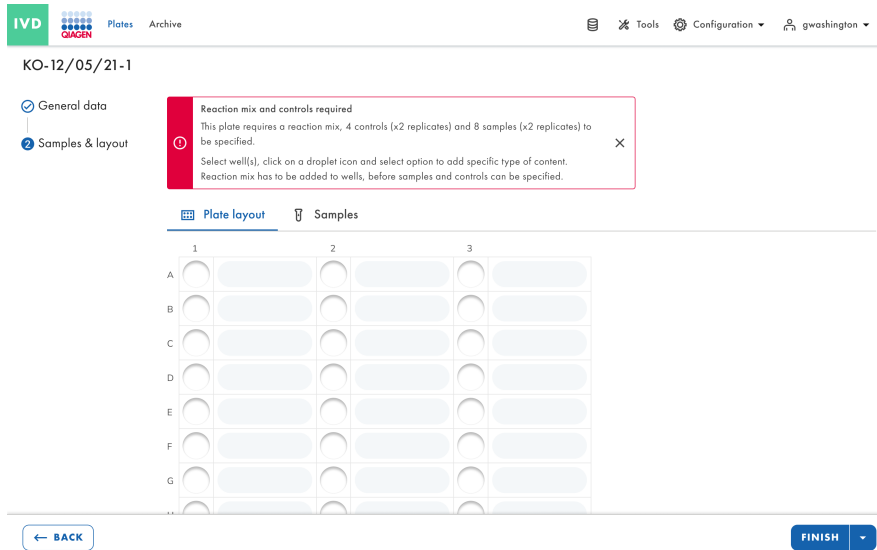 IVD
QIAGEN
Plates Archive
Tools Configuration gwashington
KO-12/05/21-1
General data
2 Samples & layout
Reaction mix and controls required
This plate requires a reaction mix, 4 controls (x2 replicates) and 8 samples (x2 replicates) to
be specified.
Select well(s), click on a droplet icon and select option to add specific type of content.
Reaction mix has to be added to wells, before samples and controls can be specified.
Plate layout Samples
1 2 3
A
B
C
D
E
F
G
BACK
FINISH